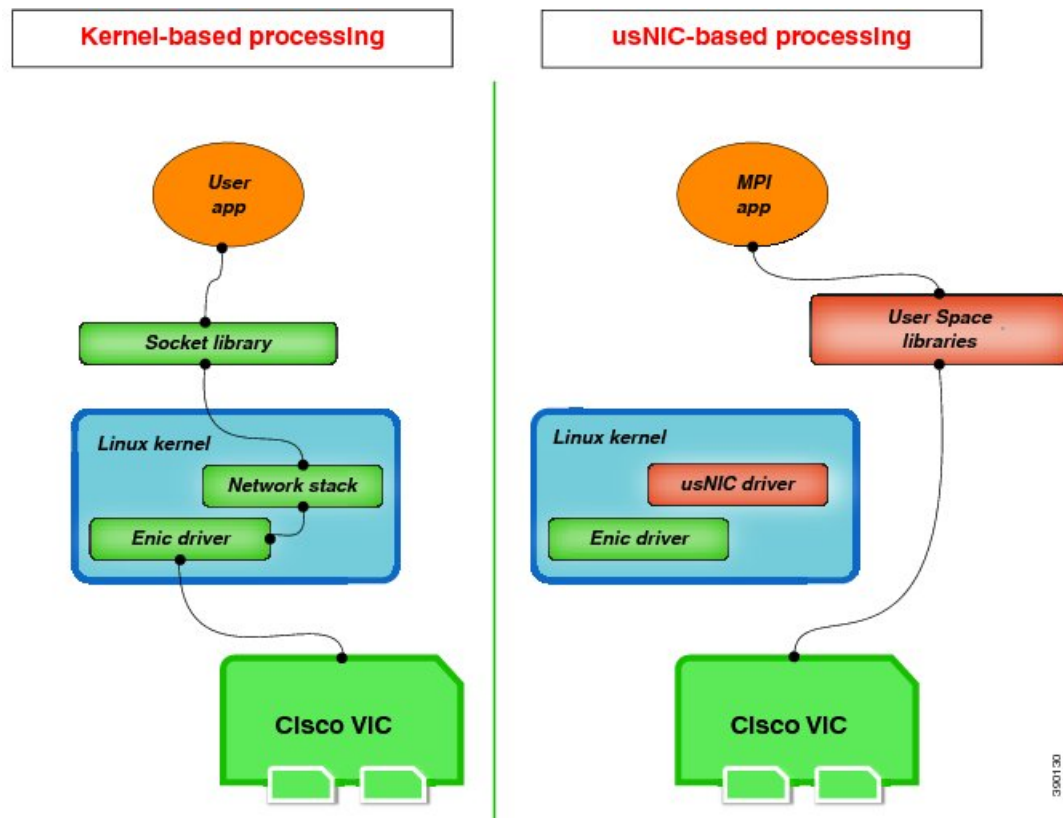 Kernel-based processing
User
app
Socket library
Linux kernel
Network stack
Enic driver
Cisco VIC
usNIC-based processing
MPI
app
User Space
libraries
Linux kernel
usNIC driver
Enic driver
Cisco VIC
390130